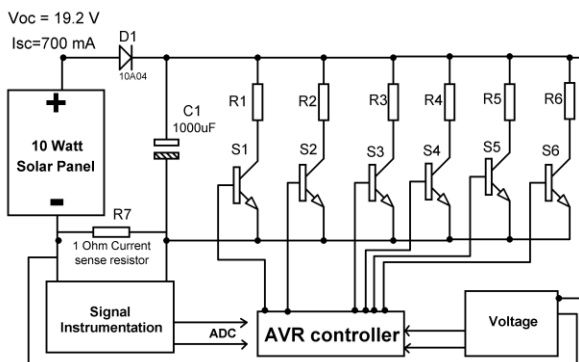 Voc = 19.2 V
Isc=700 mA
D1
10A04
C1
1000uF
R1
R2
R3
R4
R5
R6
S1
S2
S3
S4
S5
S6
+
10 Watt
Solar Panel
-
R7
1 Ohm Current
sense resistor
Signal
Instrumentation
ADC
AVR controller
Voltage